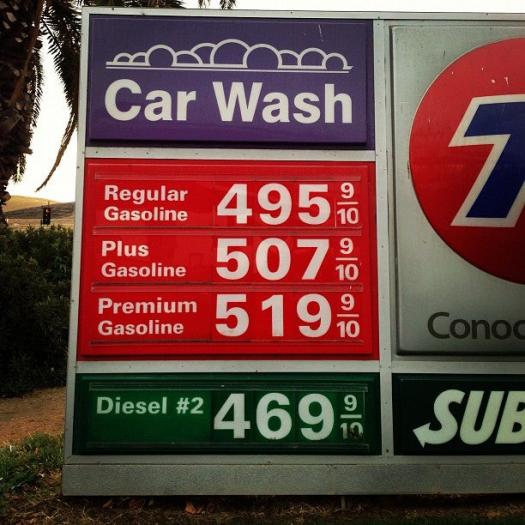 Car Wash
Regular
Gasoline
495 9/10
Plus
Gasoline
507 9/10
Premium
Gasoline
519 9/10
Diesel #2
469 9/10
7
Conoc
SUB